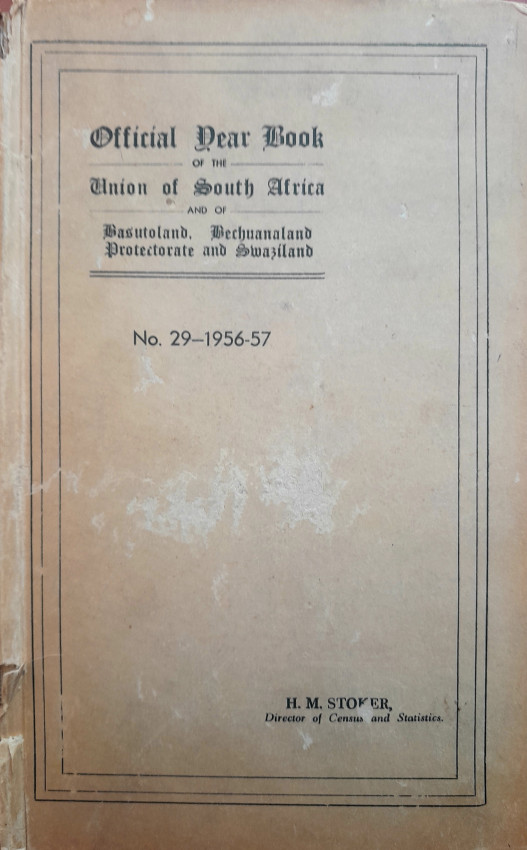 Official Year Book
OF THE
Union of South Africa
AND OF
Basutoland, Bechuanaland
Protectorate and Swaziland
No. 29—1956-57
H. M. STOKER,
Director of Census and Statistics.